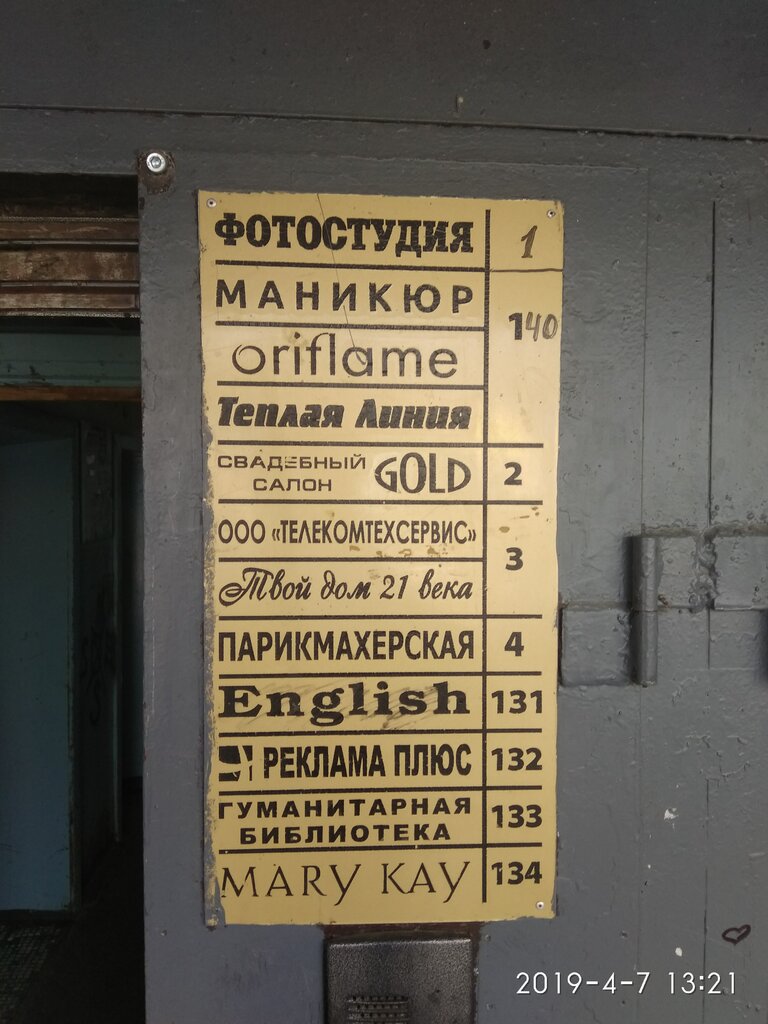 ФОТОСТУДИЯ 1
МАНИКЮР
140
oriflame
Теплая Линия
СВАДЕБНЫЙ САЛОН GOLD 2
ООО «ТЕЛЕКОМТЕХСЕРВИС»
3
Твой дом 21 века
ПАРИКМАХЕРСКАЯ 4
English 131
РЕКЛАМА ПЛЮС 132
ГУМАНИТАРНАЯ
БИБЛИОТЕКА 133
MARY KAY 134
2019-4-7 13:21